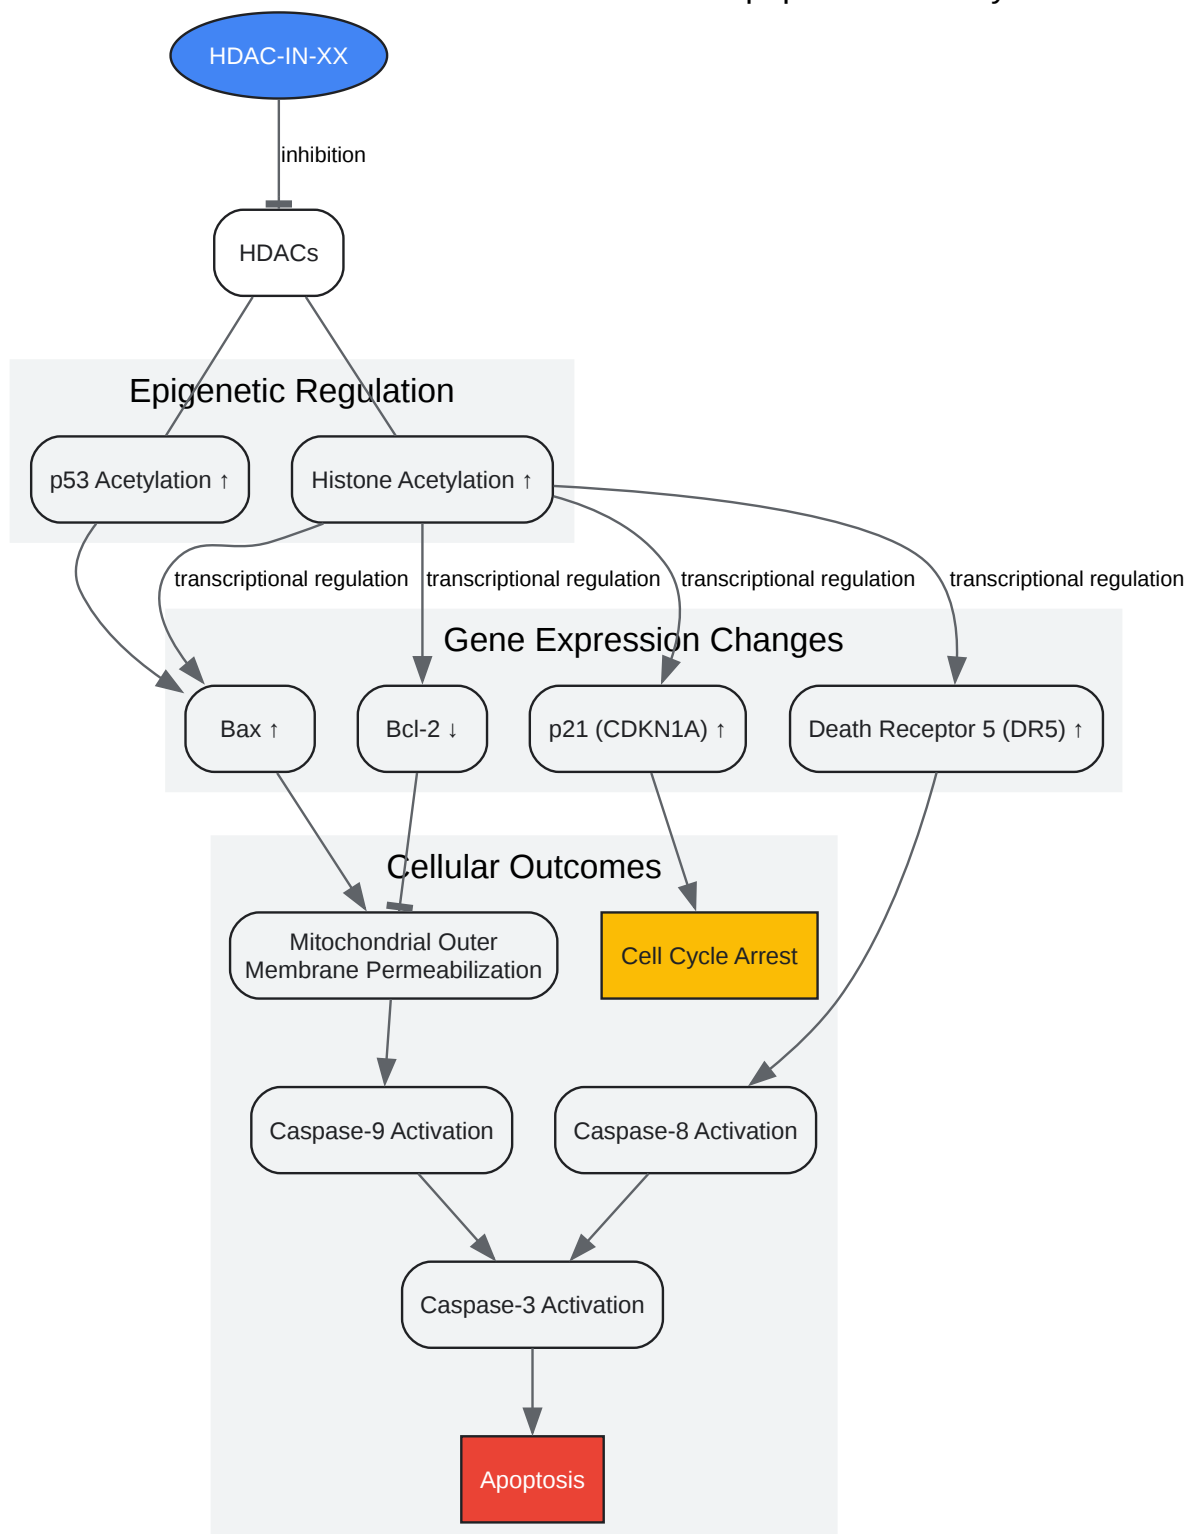 HDAC-IN-XX
inhibition
HDACs
Epigenetic Regulation
p53 Acetylation ↑
Histone Acetylation ↑
transcriptional regulation
transcriptional regulation
transcriptional regulation
transcriptional regulation
Gene Expression Changes
Bax ↑
Bcl-2 ↓
p21 (CDKN1A) ↑
Death Receptor 5 (DR5) ↑
Cellular Outcomes
Mitochondrial Outer
Membrane Permeabilization
Cell Cycle Arrest
Caspase-9 Activation
Caspase-8 Activation
Caspase-3 Activation
Apoptosis